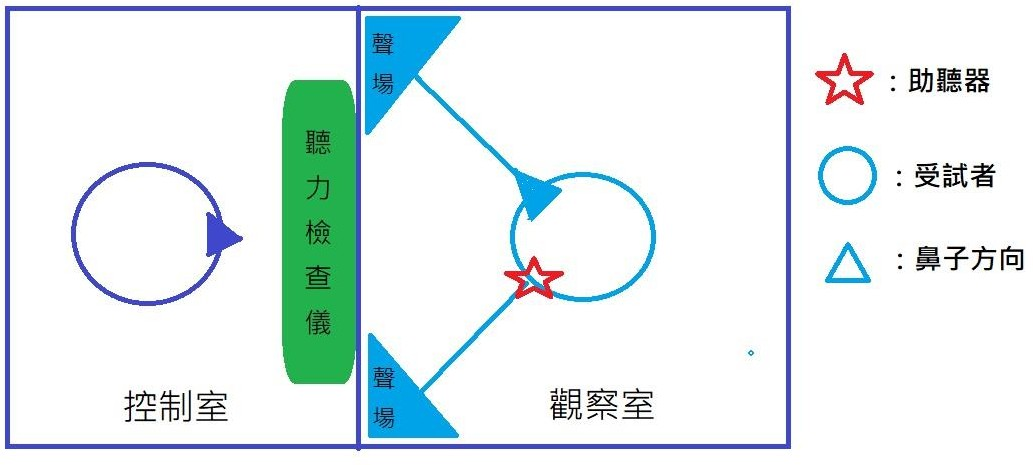 聲場
聽力檢查儀
聲場
控制室
觀察室
：助聽器
：受試者
：鼻子方向